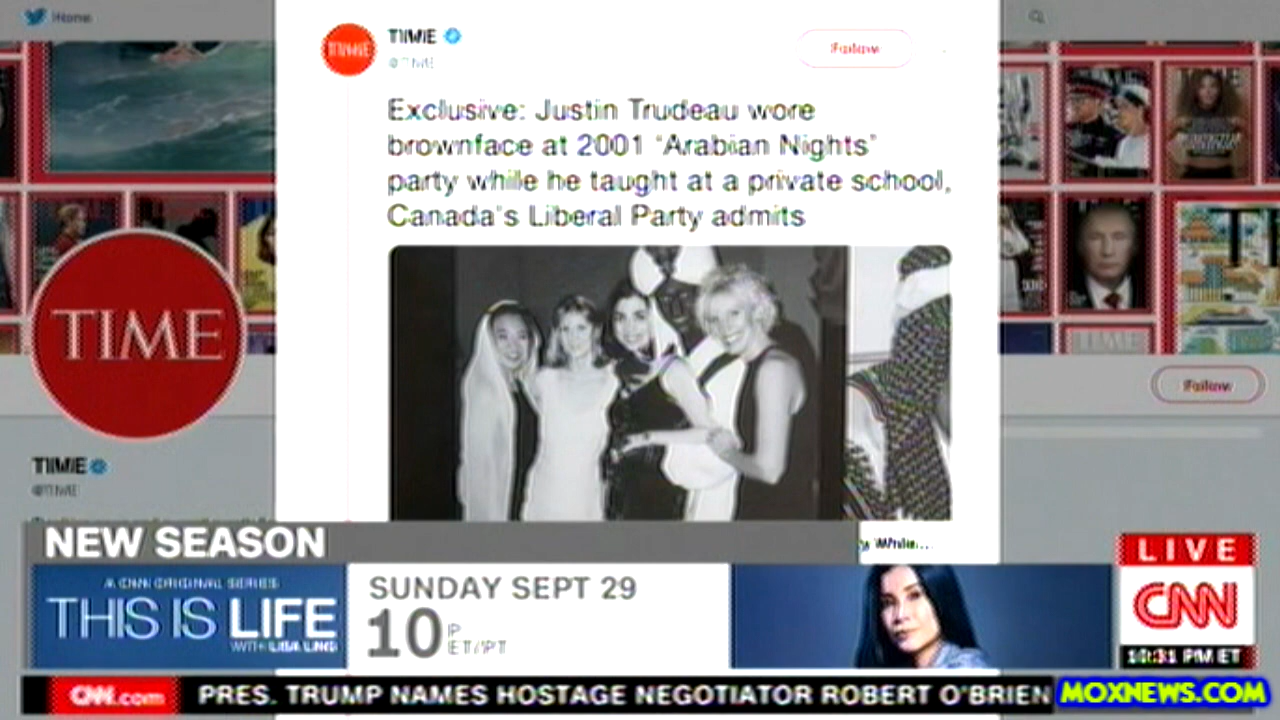 Home
TIME
TIME
@TIME
Follow
Exclusive: Justin Trudeau wore
brownface at 2001 "Arabian Nights"
party while he taught at a private school,
Canada's Liberal Party admits
TIME
TIME
Follow
TIME
@TIME
NEW SEASON
A CNN ORIGINAL SERIES
THIS IS LIFE
WITH LISA LING
SUNDAY SEPT 29
10 P
ET/PT
LIVE
CNN
10:31 PM ET
CNN.com
PRES. TRUMP NAMES HOSTAGE NEGOTIATOR ROBERT O'BRIEN
MOXNEWS.COM